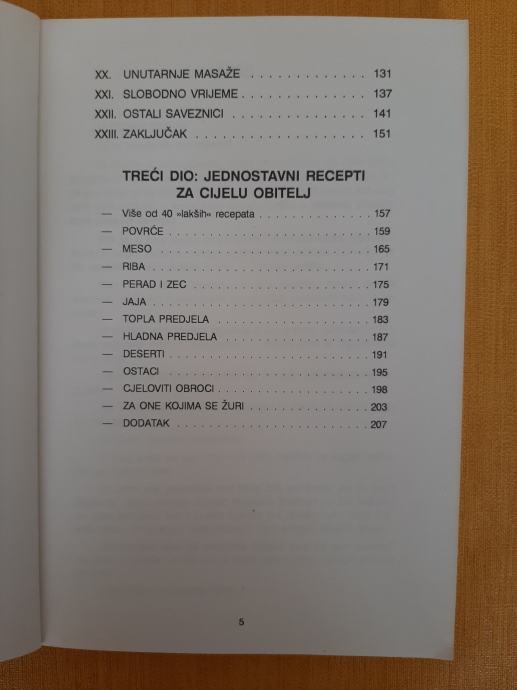 XX. UNUTARNJE MASAŽE . . . . . . . . . . . . . 131
XXI. SLOBODNO VRIJEME . . . . . . . . . . . . . . 137
XXII. OSTALI SAVEZNICI . . . . . . . . . . . . . . . 141
XXIII. ZAKLJUČAK . . . . . . . . . . . . . . . . . . . 151
TREĆI DIO: JEDNOSTAVNI RECEPTI
ZA CIJELU OBITELJ
— Više od 40 »lakših« recepata . . . . . . . . . . . . . 157
— POVRĆE . . . . . . . . . . . . . . . . . . . . . . . . 159
— MESO . . . . . . . . . . . . . . . . . . . . . . . . . 165
— RIBA . . . . . . . . . . . . . . . . . . . . . . . . . . 171
— PERAD I ZEC . . . . . . . . . . . . . . . . . . . . . 175
— JAJA . . . . . . . . . . . . . . . . . . . . . . . . . . 179
— TOPLA PREDJELA . . . . . . . . . . . . . . . . . . 183
— HLADNA PREDJELA . . . . . . . . . . . . . . . . . 187
— DESERTI . . . . . . . . . . . . . . . . . . . . . . . . 191
— OSTACI . . . . . . . . . . . . . . . . . . . . . . . . 195
— CJELOVITI OBROCI . . . . . . . . . . . . . . . . . . 198
— ZA ONE KOJIMA SE ŽURI . . . . . . . . . . . . . . 203
— DODATAK . . . . . . . . . . . . . . . . . . . . . . . 207
5